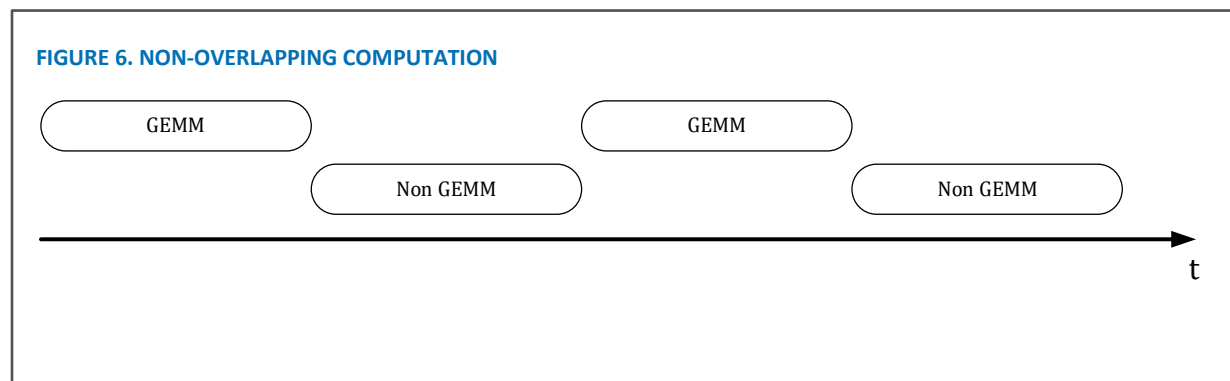 FIGURE 6. NON-OVERLAPPING COMPUTATION
GEMM
GEMM
Non GEMM
Non GEMM
t